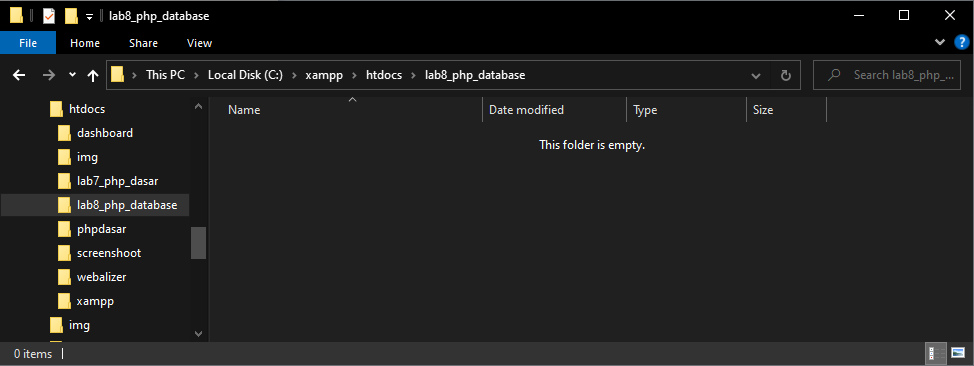 lab8_php_database
File Home Share View
This PC Local Disk (C:) xampp htdocs lab8_php_database Search lab8_php_...
htdocs
dashboard
img
lab7_php_dasar
lab8_php_database
phpdasar
screenshoot
webalizer
xampp
img
Name Date modified Type Size
This folder is empty.
0 items